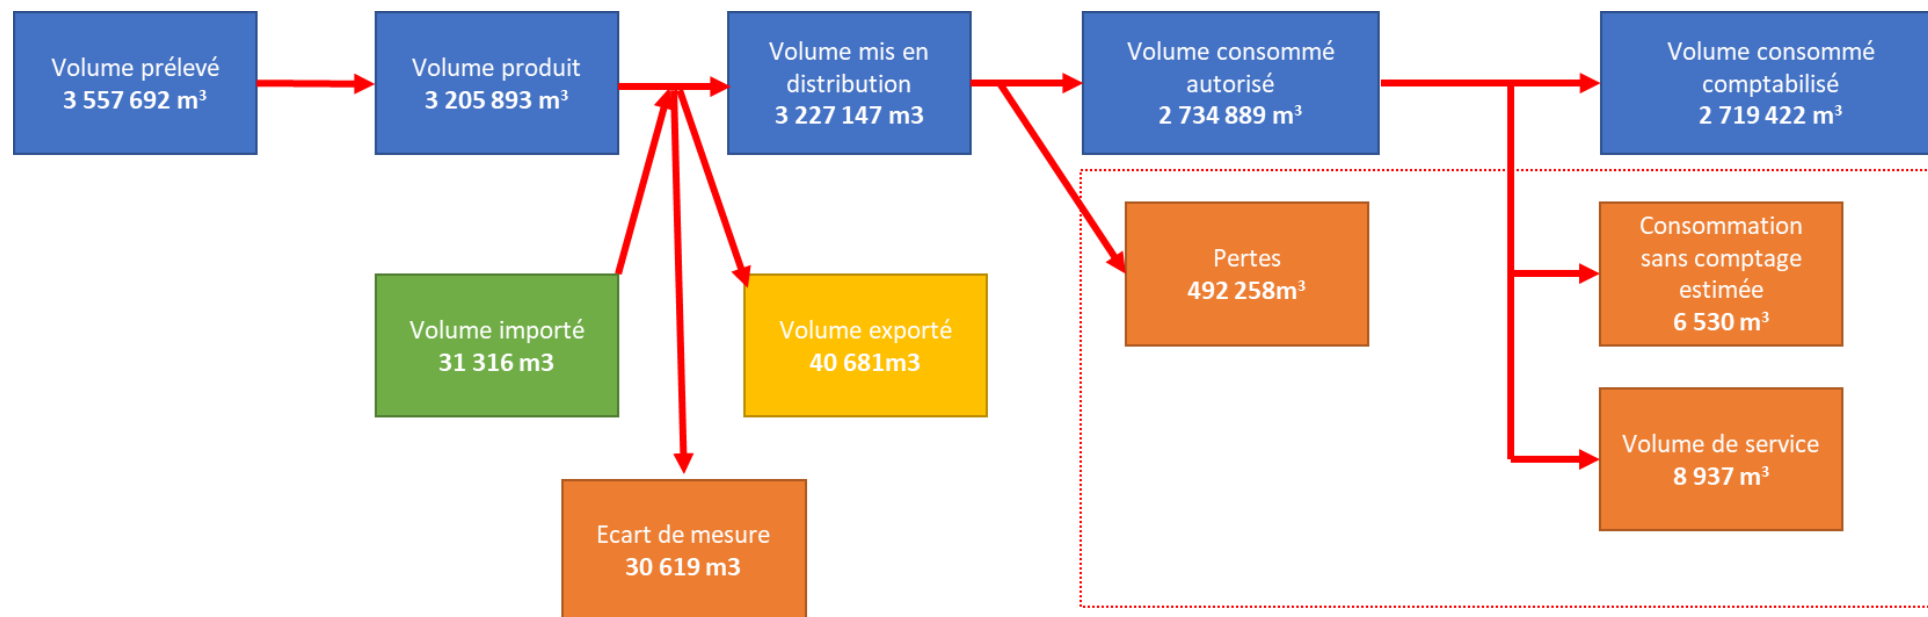 Volume prélevé
3 557 692 m³
Volume produit
3 205 893 m³
Volume mis en
distribution
3 227 147 m3
Volume consommé
autorisé
2 734 889 m³
Volume consommé
comptabilisé
2 719 422 m³
Volume importé
31 316 m3
Volume exporté
40 681m3
Pertes
492 258m³
Consommation
sans comptage
estimée
6 530 m³
Volume de service
8 937 m³
Ecart de mesure
30 619 m3